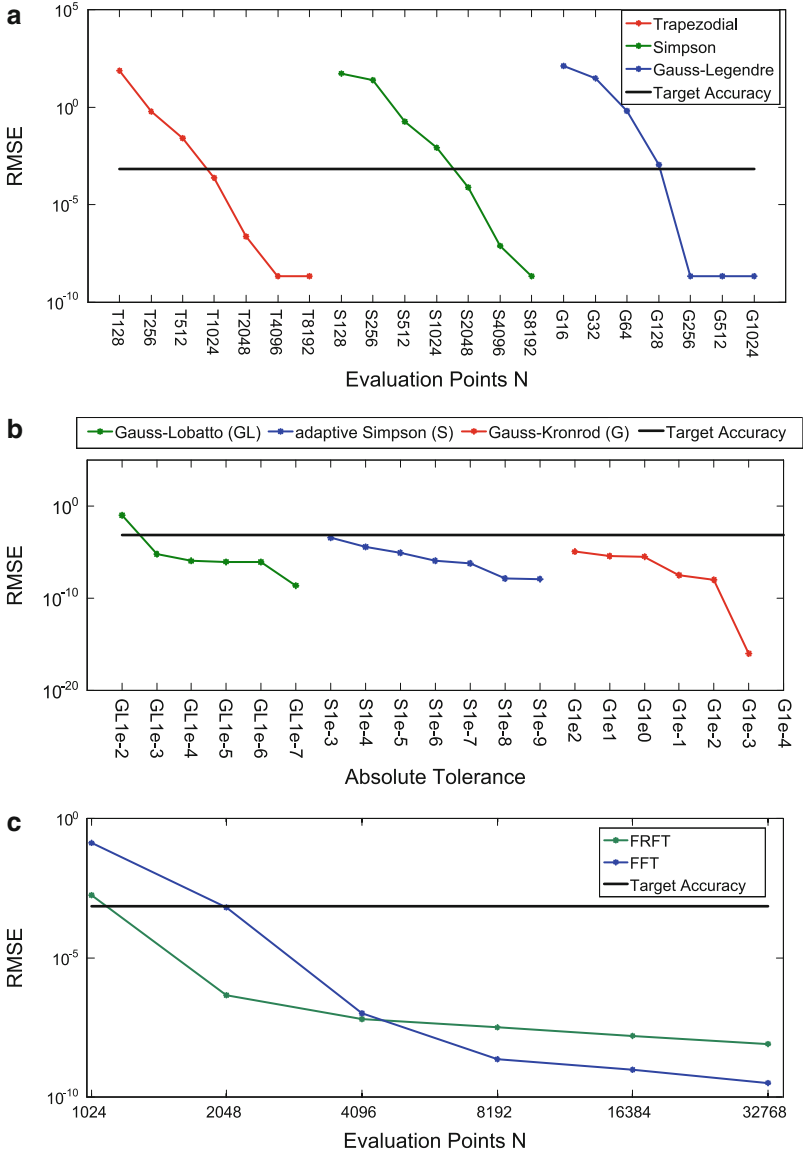 a
10^5
10^0
10^-5
10^-10
RMSE
Trapezodial
Simpson
Gauss-Legendre
Target Accuracy
T128
T256
T512
T1024
T2048
T4096
T8192
S128
S256
S512
S1024
S2048
S4096
S8192
G16
G32
G64
G128
G256
G512
G1024
Evaluation Points N
b
Gauss-Lobatto (GL)
adaptive Simpson (S)
Gauss-Kronrod (G)
Target Accuracy
10^0
10^-10
10^-20
RMSE
GL1e-2
GL1e-3
GL1e-4
GL1e-5
GL1e-6
GL1e-7
S1e-3
S1e-4
S1e-5
S1e-6
S1e-7
S1e-8
S1e-9
G1e2
G1e1
G1e0
G1e-1
G1e-2
G1e-3
G1e-4
Absolute Tolerance
c
10^0
10^-5
10^-10
RMSE
FRFT
FFT
Target Accuracy
1024
2048
4096
8192
16384
32768
Evaluation Points N